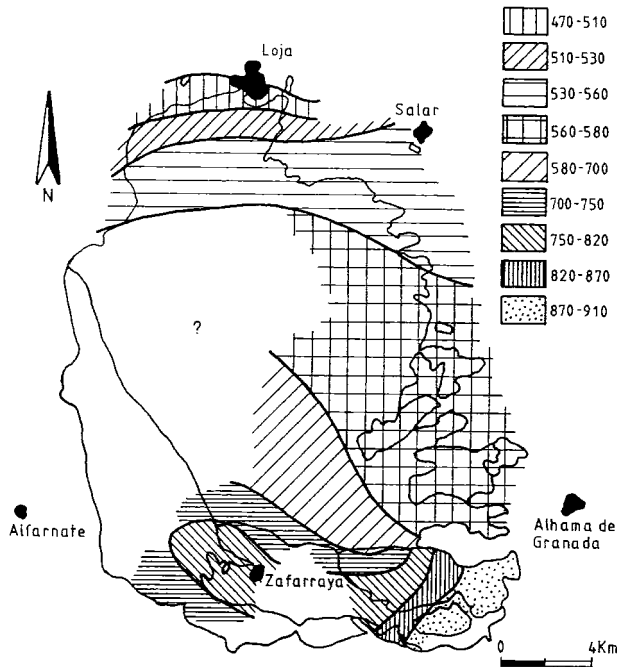 Loja
Salar
N
?
Alfarnate
Zafarraya
Alhama de
Granada
470-510
510-530
530-560
560-580
580-700
700-750
750-820
820-870
870-910
0 4Km